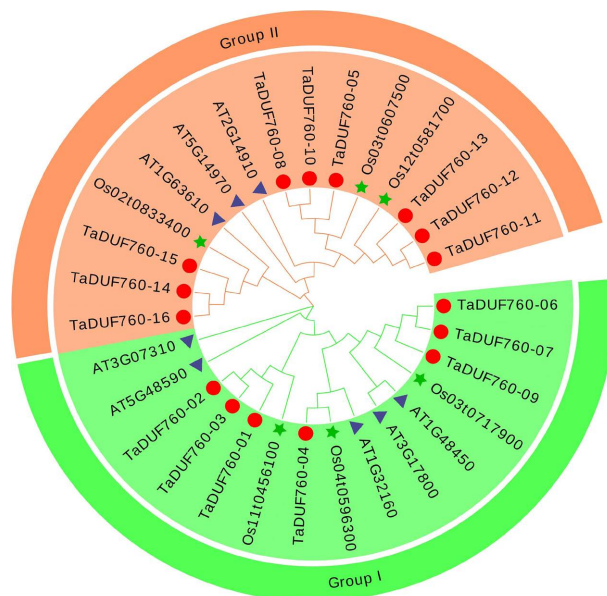 Group II
TaDUF760-11
TaDUF760-12
TaDUF760-13
Os12t0581700
Os03t0607500
TaDUF760-05
TaDUF760-10
TaDUF760-08
AT2G14910
AT5G14970
AT1G63610
Os02t0833400
TaDUF760-15
TaDUF760-14
TaDUF760-16
AT3G07310
AT5G48590
TaDUF760-02
TaDUF760-03
TaDUF760-01
Os11t0456100
TaDUF760-04
Os04t0596300
AT1G32160
AT3G17800
AT1G48450
Os03t0717900
TaDUF760-09
TaDUF760-07
TaDUF760-06
Group I